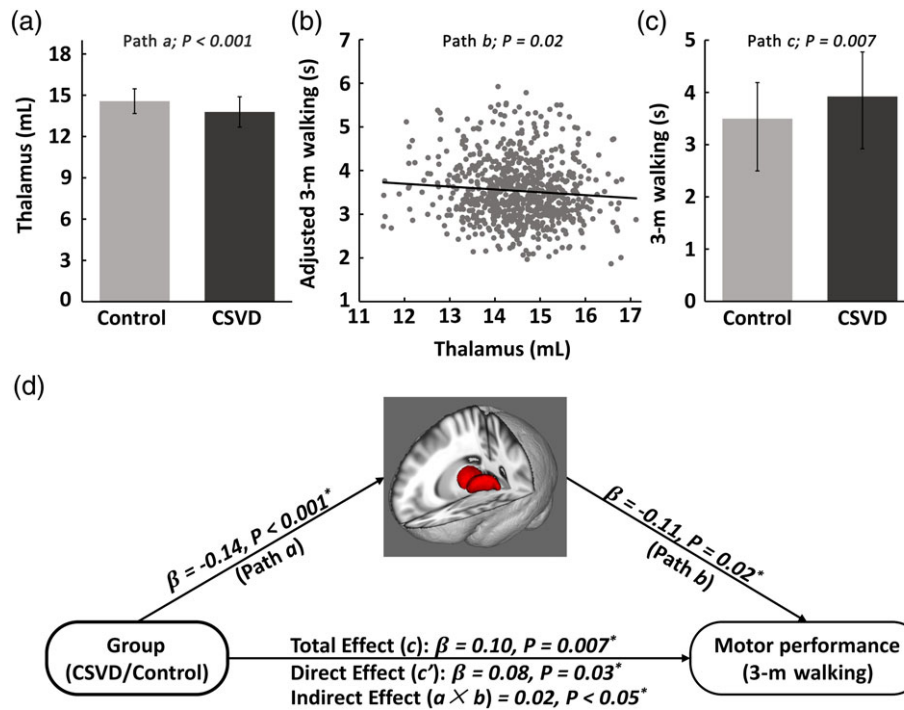 (a)
Path a; P < 0.001
Thalamus (mL)
18
15
12
9
6
3
0
Control
CSVD
(b)
Path b; P = 0.02
Adjusted 3-m walking (s)
7
6
5
4
3
2
1
11
12
13
14
15
16
17
Thalamus (mL)
(c)
Path c; P = 0.007
3-m walking (s)
5
4
3
2
1
0
Control
CSVD
(d)
β = -0.14, P < 0.001*
(Path a)
β = -0.11, P = 0.02*
(Path b)
Group
(CSVD/Control)
Total Effect (c): β = 0.10, P = 0.007*
Direct Effect (c’): β = 0.08, P = 0.03*
Indirect Effect (a × b) = 0.02, P < 0.05*
Motor performance
(3-m walking)